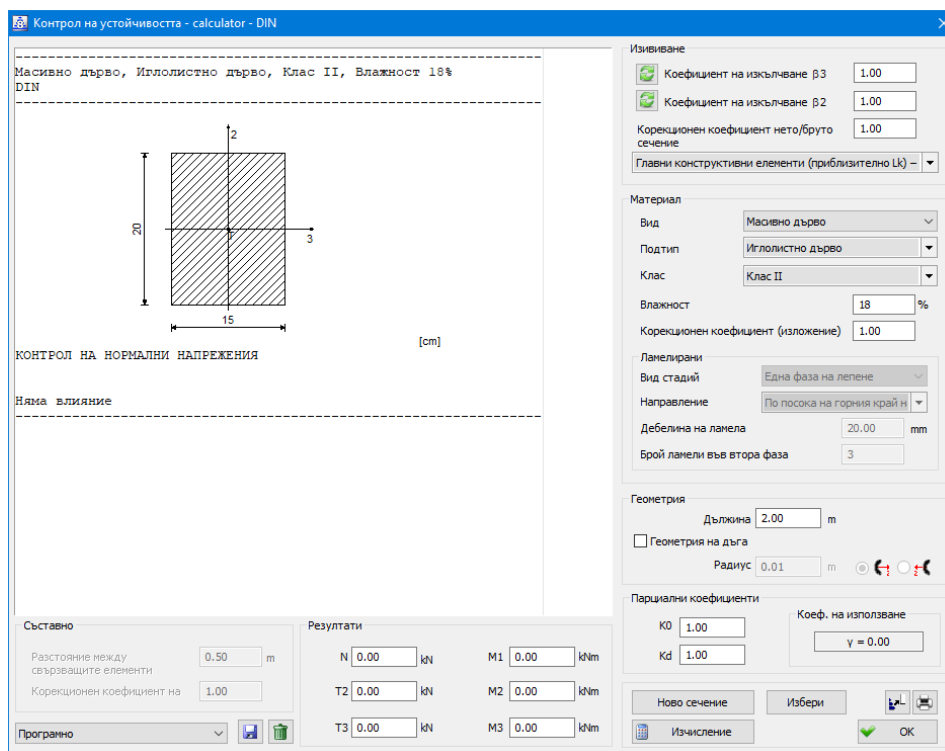 Контрол на устойчивостта - calculator - DIN
Масивно дърво, Иглолистно дърво, Клас II, Влажност 18%
DIN
2
20
T
3
15
[cm]
КОНТРОЛ НА НОРМАЛНИ НАПРЕЖЕНИЯ
Няма влияние
Изививане
Коефициент на изкълчване β3 1.00
Коефициент на изкълчване β2 1.00
Корекционен коефициент нето/бруто 1.00
сечение
Главни конструктивни елементи (приблизително Lk) –
Материал
Вид Масивно дърво
Подтип Иглолистно дърво
Клас Клас II
Влажност 18 %
Корекционен коефициент (изложение) 1.00
Ламелирани
Вид стадий Една фаза на лепене
Направление По посока на горния край н
Дебелина на ламела 20.00 mm
Брой ламели във втора фаза 3
Геометрия
Дължина 2.00 m
Геометрия на дъга
Радиус 0.01 m
Парциални коефициенти
K0 1.00
Kd 1.00
Коеф. на използване
γ = 0.00
Съставно
Разстояние между 0.50 m
свързващите елементи
Корекционен коефициент на 1.00
Резултати
N 0.00 kN M1 0.00 kNm
T2 0.00 kN M2 0.00 kNm
T3 0.00 kN M3 0.00 kNm
Програмно
Ново сечение Избери
Изчисление OK